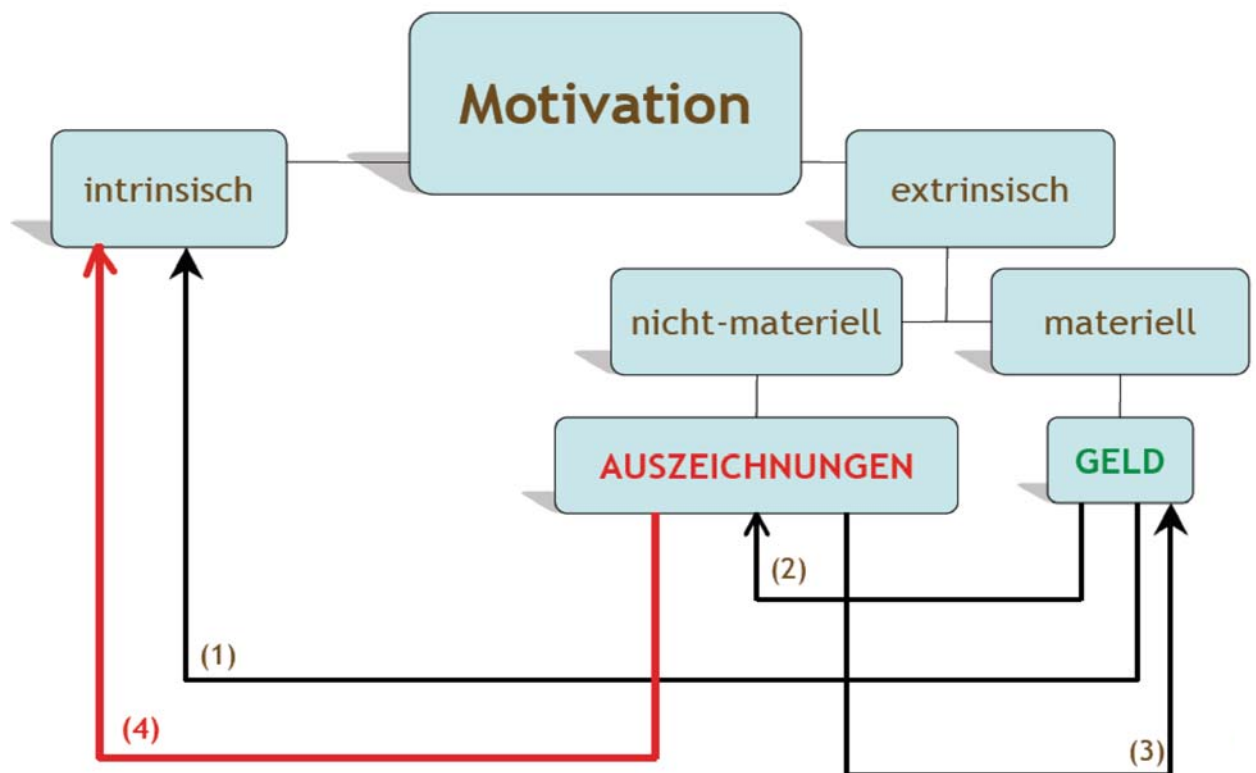 Motivation
intrinsisch
extrinsisch
nicht-materiell
materiell
AUSZEICHNUNGEN
GELD
(2)
(1)
(4)
(3)